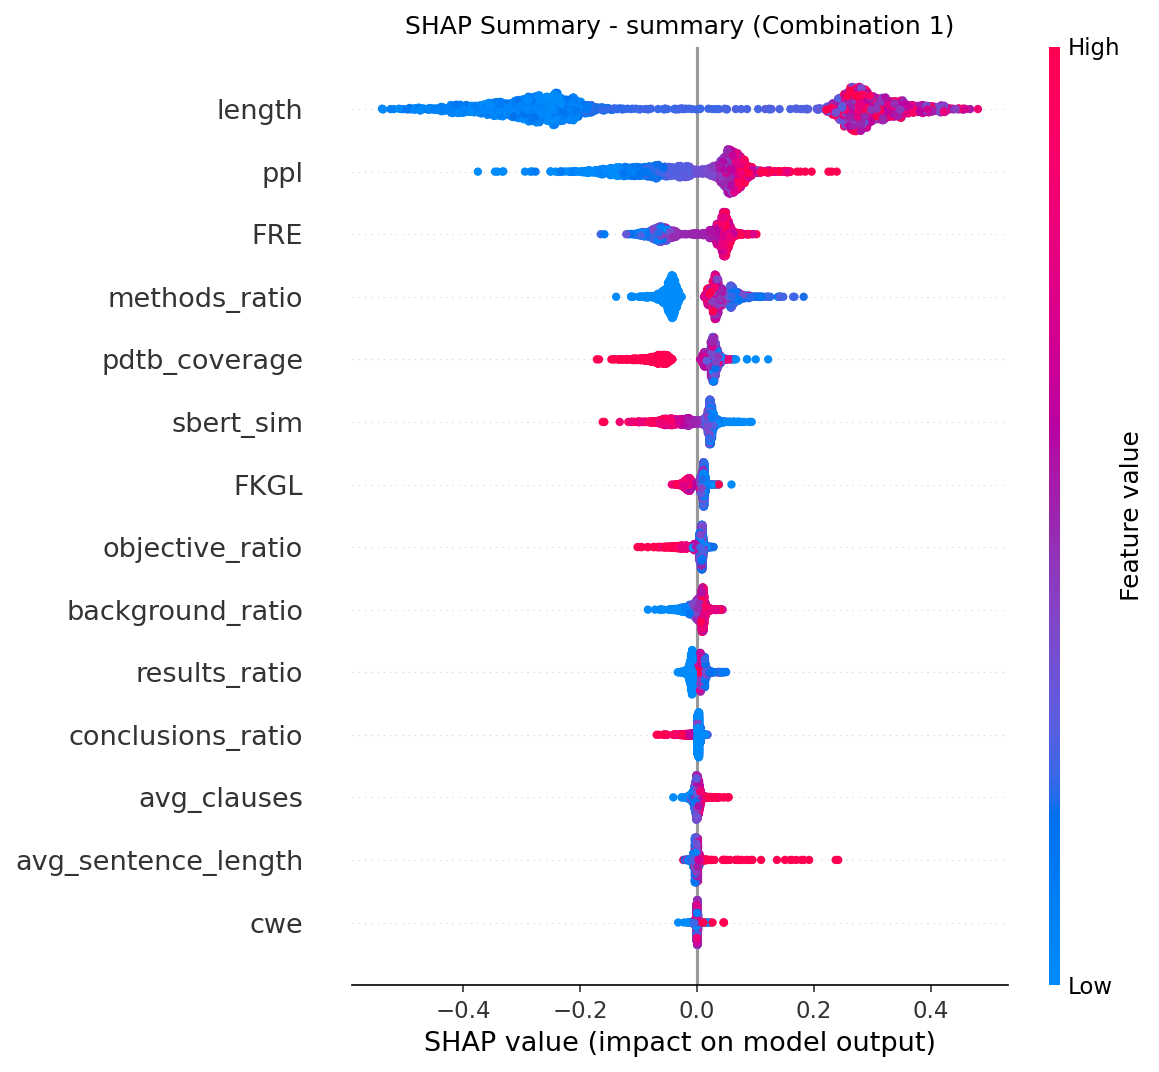 SHAP Summary - summary (Combination 1)
High
length
ppl
FRE
methods_ratio
pdtb_coverage
sbert_sim
FKGL
objective_ratio
background_ratio
results_ratio
conclusions_ratio
avg_clauses
avg_sentence_length
cwe
Feature value
Low
−0.4 −0.2 0.0 0.2 0.4
SHAP value (impact on model output)